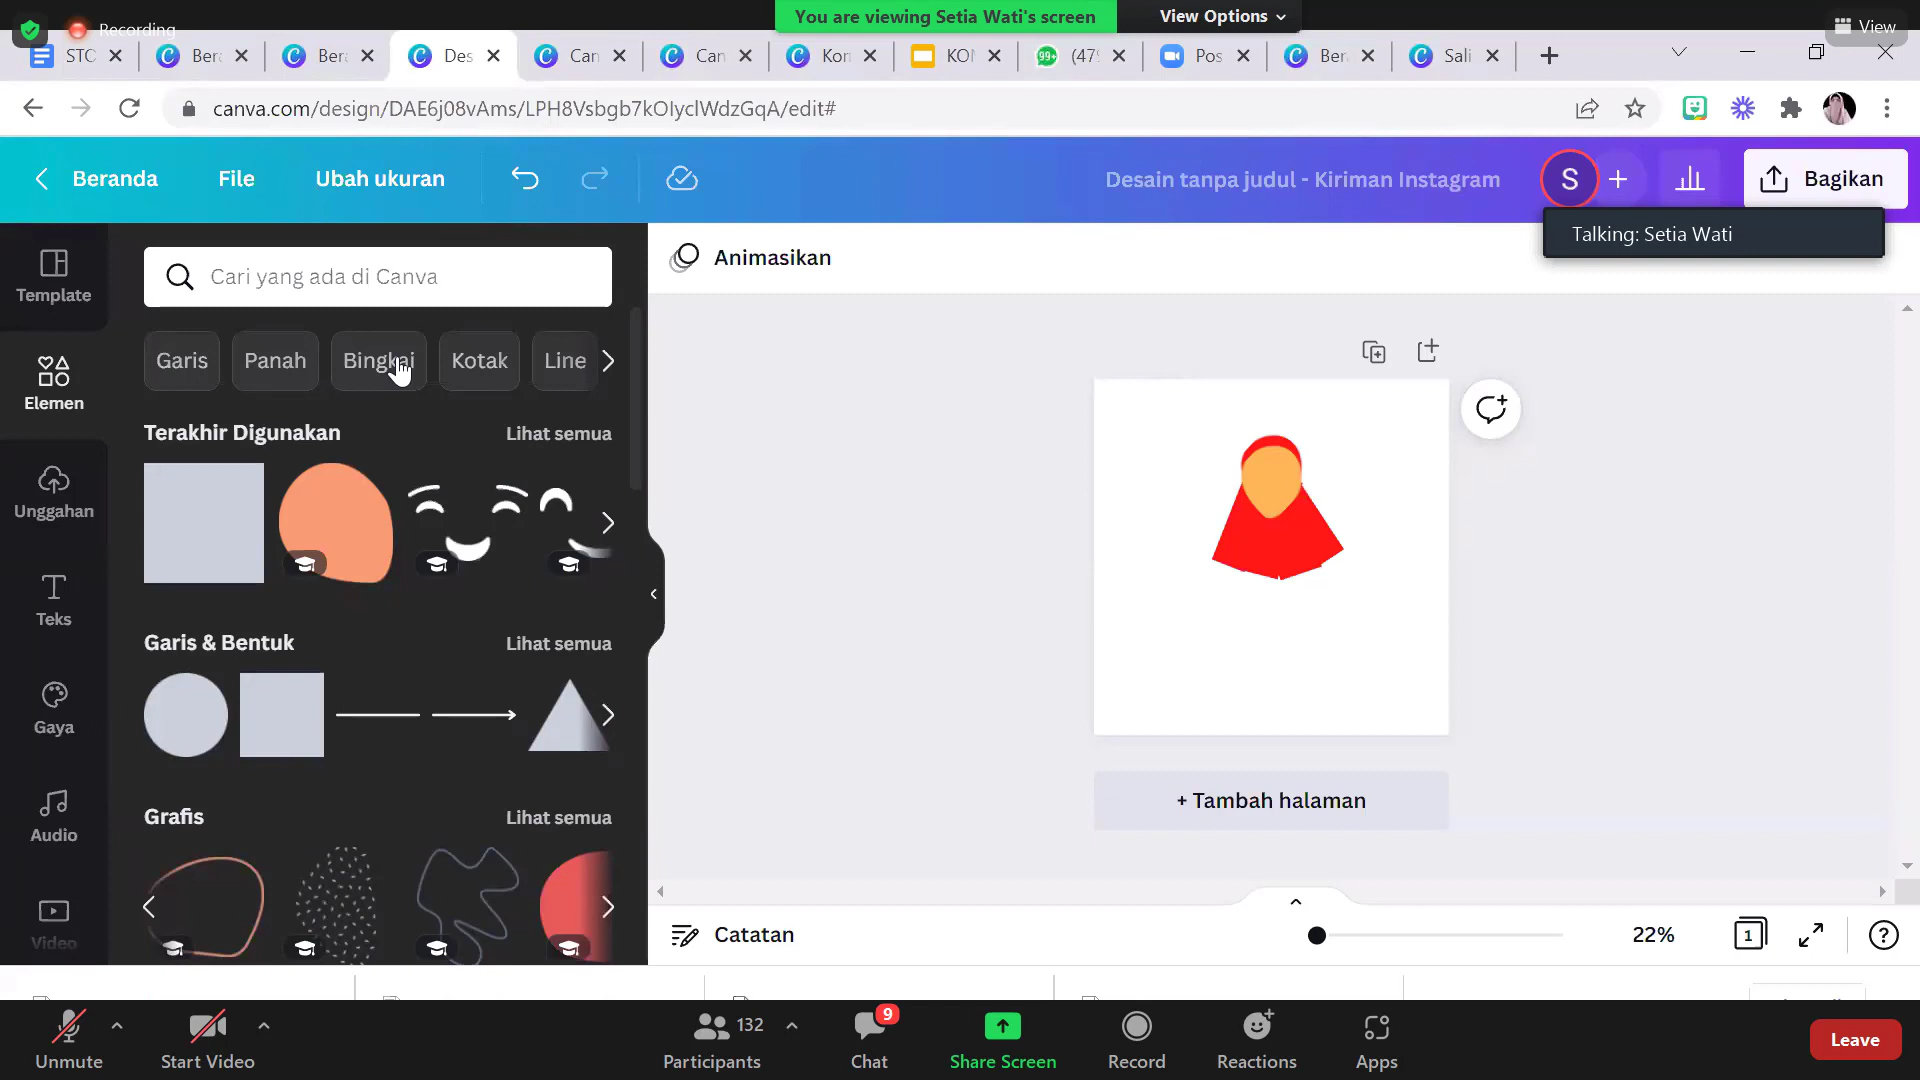 You are viewing Setia Wati's screen
View Options
Recording
View
STC
Ber
Ber
Des
Can
Can
Kon
KOI
99+
(479
Pos
Ber
Sali
canva.com/design/DAE6j08vAms/LPH8Vsbgb7kOIyclWdzGqA/edit#
Beranda
File
Ubah ukuran
Desain tanpa judul - Kiriman Instagram
S
Bagikan
Talking: Setia Wati
Template
Elemen
Unggahan
Teks
Gaya
Audio
Video
Cari yang ada di Canva
Garis
Panah
Bingkai
Kotak
Line
Terakhir Digunakan
Lihat semua
Garis & Bentuk
Lihat semua
Grafis
Lihat semua
Animasikan
+ Tambah halaman
Catatan
22%
1
Unmute
Start Video
132
Participants
9
Chat
Share Screen
Record
Reactions
Apps
Leave